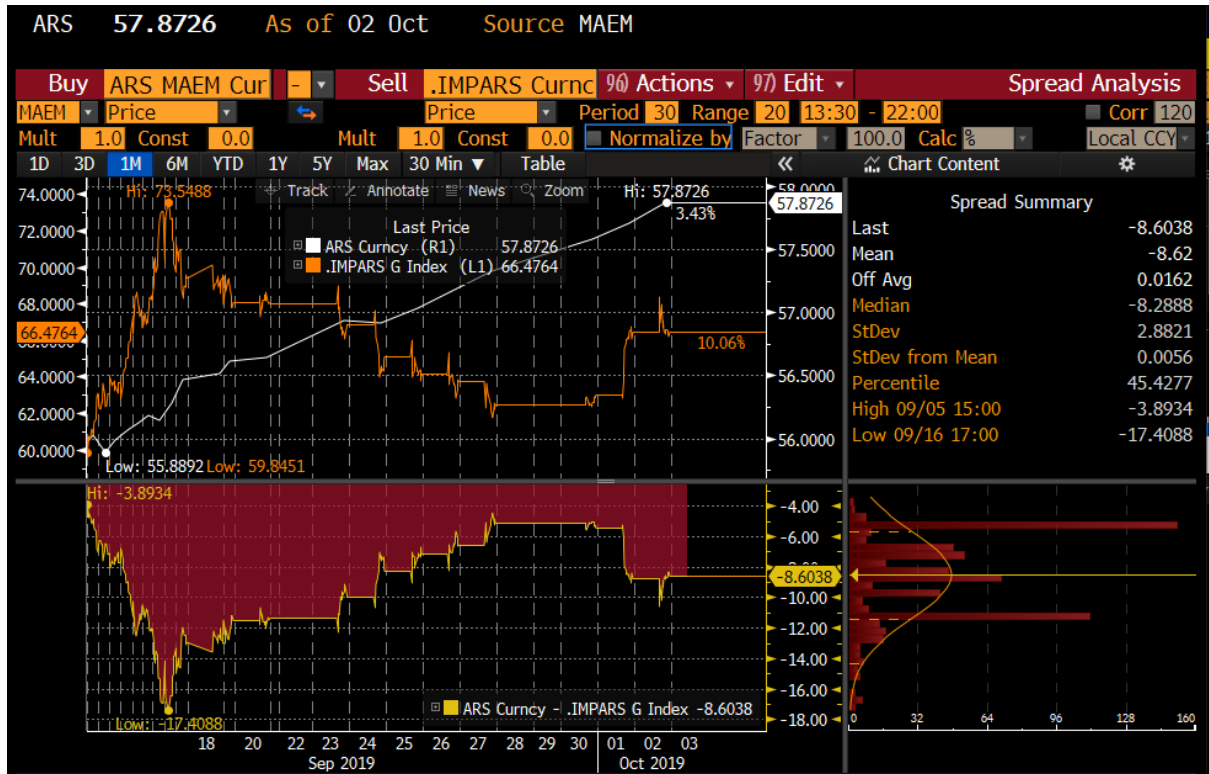 ARS 57.8726 As of 02 Oct Source MAEM
Buy ARS MAEM Cur - Sell .IMPARS Curnc 96) Actions 97) Edit Spread Analysis
MAEM Price Price Period 30 Range 20 13:30 - 22:00 Corr 120
Mult 1.0 Const 0.0 Mult 1.0 Const 0.0 Normalize by Factor 100.0 Calc % Local CCY
1D 3D 1M 6M YTD 1Y 5Y Max 30 Min ▼ Table « Chart Content
Track Annotate News Zoom
Hi: 73.5488
Hi: 57.8726
3.43%
Last Price
ARS Curncy (R1) 57.8726
.IMPARS G Index (L1) 66.4764
74.0000
72.0000
70.0000
68.0000
66.4764
64.0000
62.0000
60.0000
58.0000
57.8726
57.5000
57.0000
56.5000
56.0000
10.06%
Low: 55.8892 Low: 59.8451
Spread Summary
Last -8.6038
Mean -8.62
Off Avg 0.0162
Median -8.2888
StDev 2.8821
StDev from Mean 0.0056
Percentile 45.4277
High 09/05 15:00 -3.8934
Low 09/16 17:00 -17.4088
Hi: -3.8934
-4.00
-6.00
-8.6038
-10.00
-12.00
-14.00
-16.00
-18.00
ARS Curncy - .IMPARS G Index -8.6038
Low: -17.4088
0 32 64 96 128 160
18 20 22 23 24 25 26 27 28 29 30 01 02 03
Sep 2019 Oct 2019